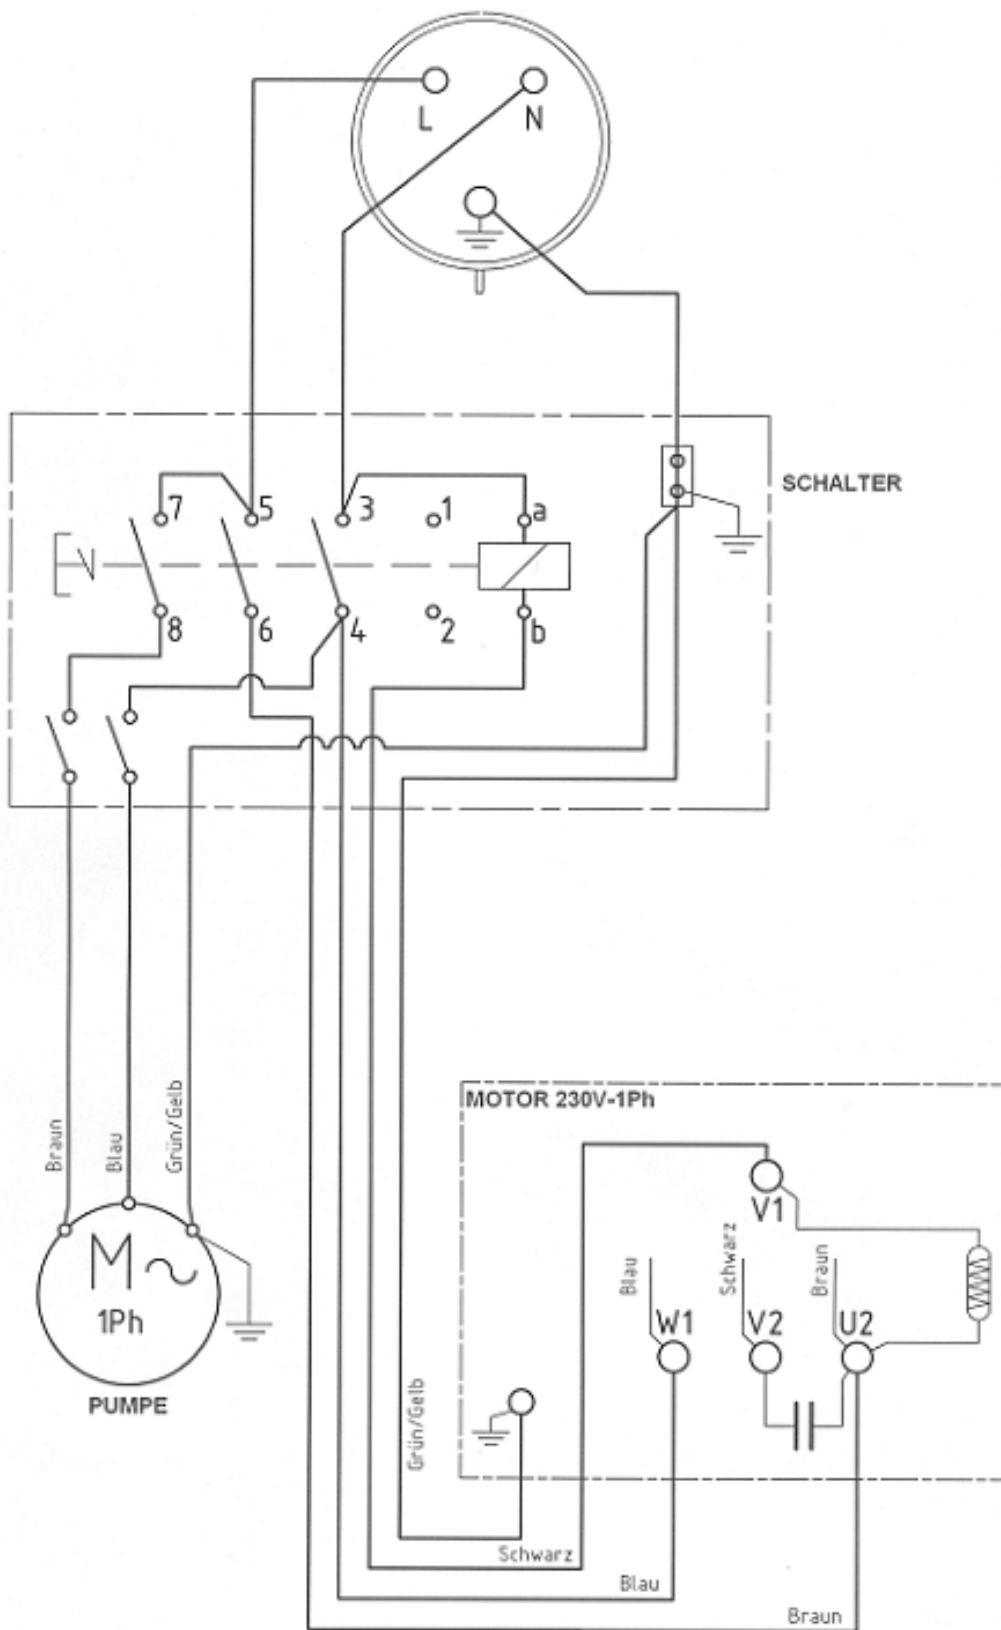 L N
SCHALTER
7 5 3 1 a
8 6 4 2 b
MOTOR 230V-1Ph
Braun
Blau
Grün/Gelb
V1
Blau
Schwarz
Braun
M
1Ph
W1 V2 U2
PUMPE
Grün/Gelb
Schwarz
Blau
Braun